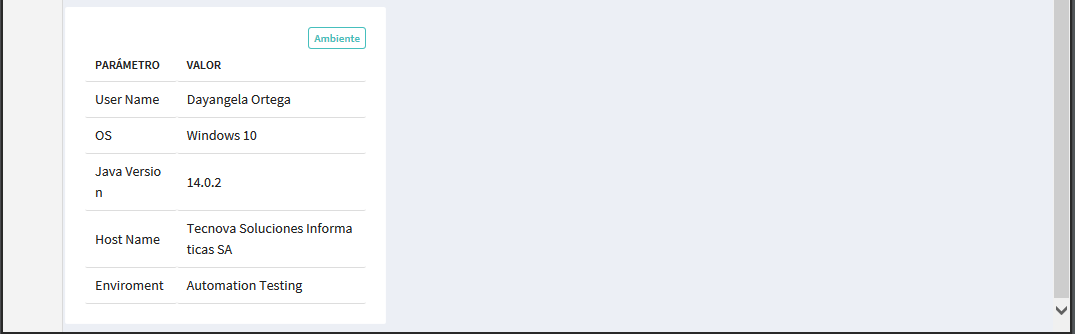 Ambiente
PARÁMETRO VALOR
User Name Dayangela Ortega
OS Windows 10
Java Versio
n
14.0.2
Host Name
Tecnova Soluciones Informa
ticas SA
Enviroment Automation Testing